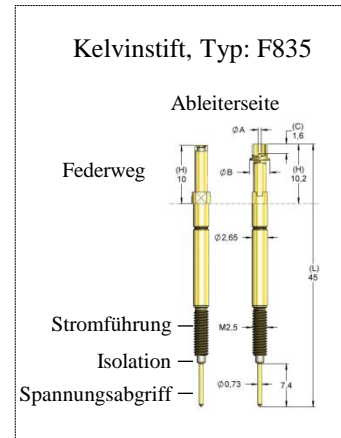 Kelvinstift, Typ: F835
Ableiterseite
ØA
(C)
1,6
Federweg
(H)
10
ØB
(H)
10,2
Ø2,65
(L)
45
Stromführung
M2,5
Isolation
Spannungsabgriff
Ø0,73
7,4